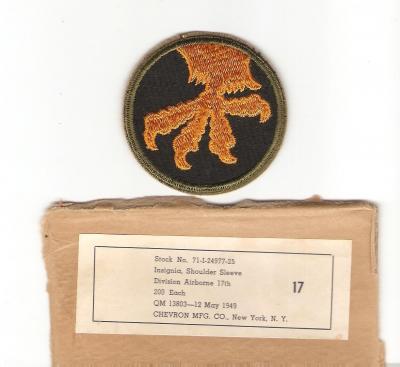 Stock No. 71-I-24977-25
Insignia, Shoulder Sleeve
Division Airborne 17th
200 Each
QM 13803—12 May 1949
CHEVRON MFG. CO., New York, N. Y.
17